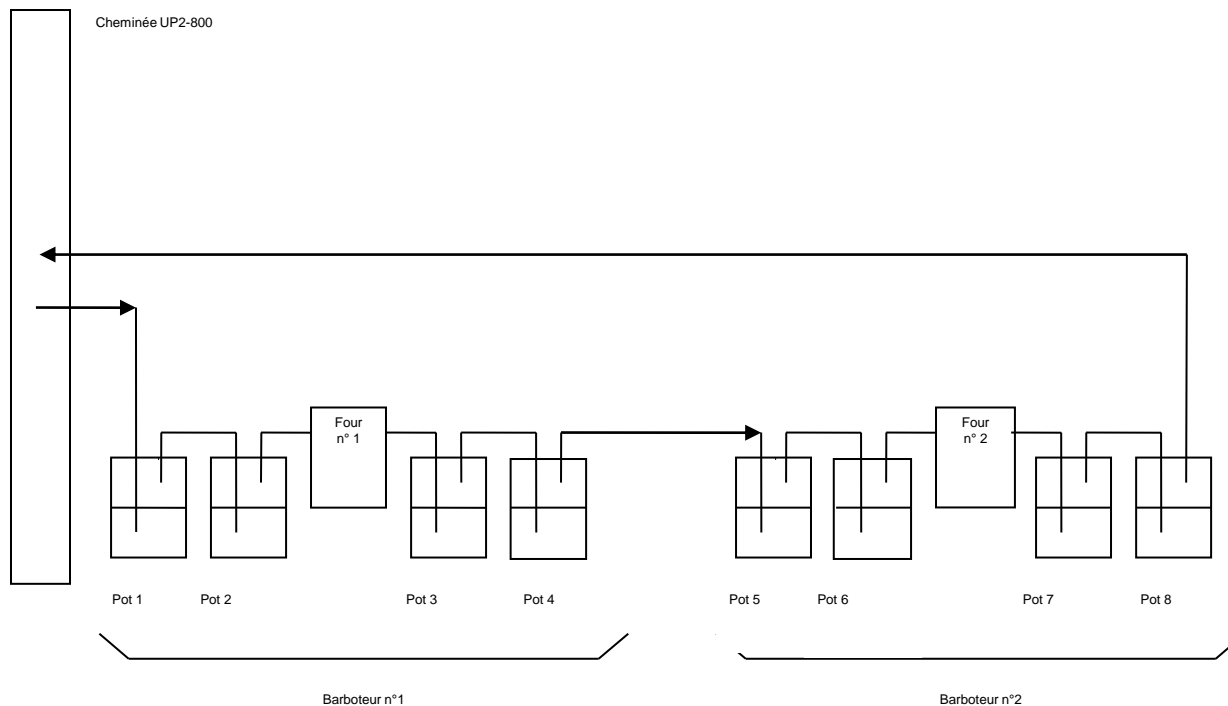 Cheminée UP2-800
Four
n° 1
Four
n° 2
Pot 1
Pot 2
Pot 3
Pot 4
Pot 5
Pot 6
Pot 7
Pot 8
Barboteur n°1
Barboteur n°2